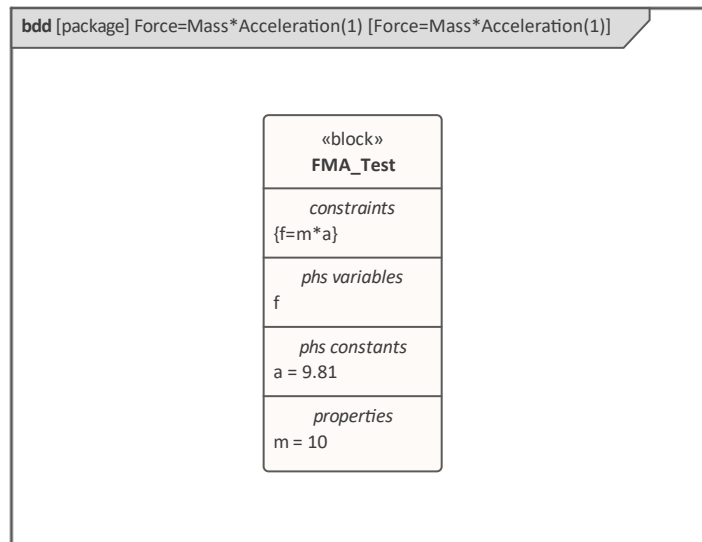 bdd [package] Force=Mass*Acceleration(1) [Force=Mass*Acceleration(1)]
«block»
FMA_Test
constraints
{f=m*a}
phs variables
f
phs constants
a = 9.81
properties
m = 10